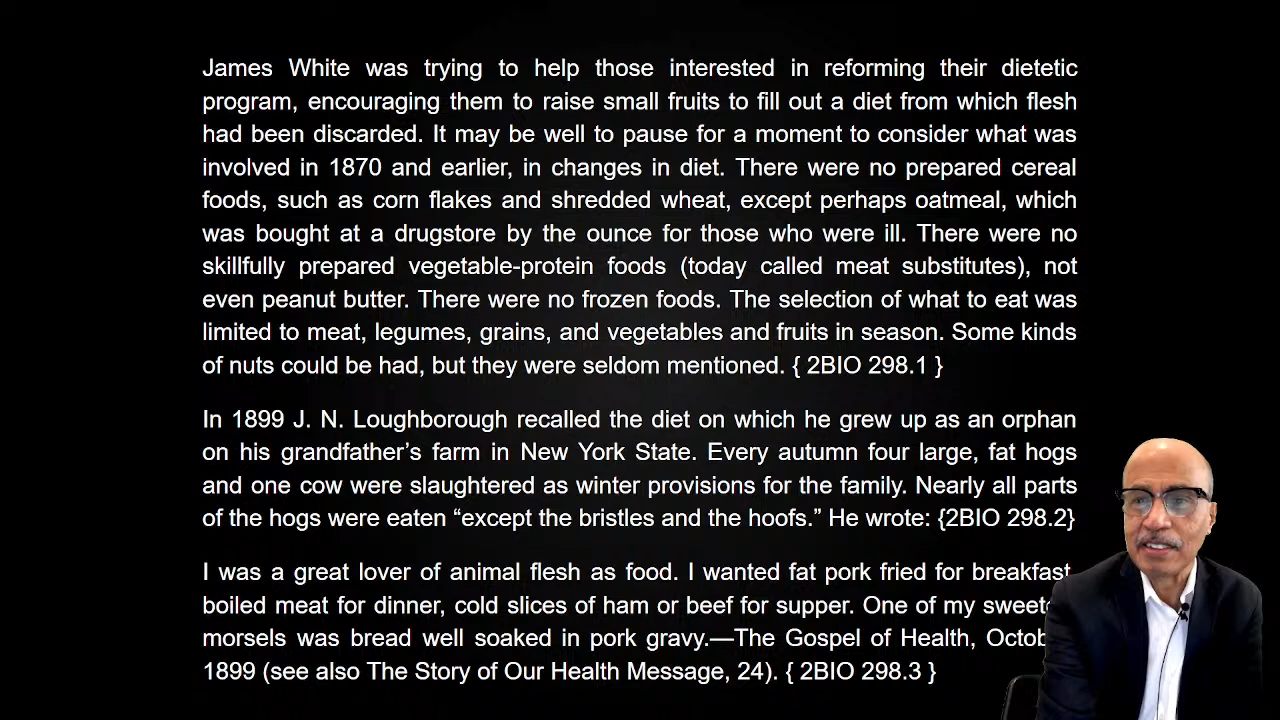 James White was trying to help those interested in reforming their dietetic
program, encouraging them to raise small fruits to fill out a diet from which flesh
had been discarded. It may be well to pause for a moment to consider what was
involved in 1870 and earlier, in changes in diet. There were no prepared cereal
foods, such as corn flakes and shredded wheat, except perhaps oatmeal, which
was bought at a drugstore by the ounce for those who were ill. There were no
skillfully prepared vegetable-protein foods (today called meat substitutes), not
even peanut butter. There were no frozen foods. The selection of what to eat was
limited to meat, legumes, grains, and vegetables and fruits in season. Some kinds
of nuts could be had, but they were seldom mentioned. { 2BIO 298.1 }
In 1899 J. N. Loughborough recalled the diet on which he grew up as an orphan
on his grandfather’s farm in New York State. Every autumn four large, fat hogs
and one cow were slaughtered as winter provisions for the family. Nearly all parts
of the hogs were eaten “except the bristles and the hoofs.” He wrote: {2BIO 298.2}
I was a great lover of animal flesh as food. I wanted fat pork fried for breakfast,
boiled meat for dinner, cold slices of ham or beef for supper. One of my
morsels was bread well soaked in pork gravy.—The Gospel of Health,
1899 (see also The Story of Our Health Message, 24). { 2BIO 298.3 }